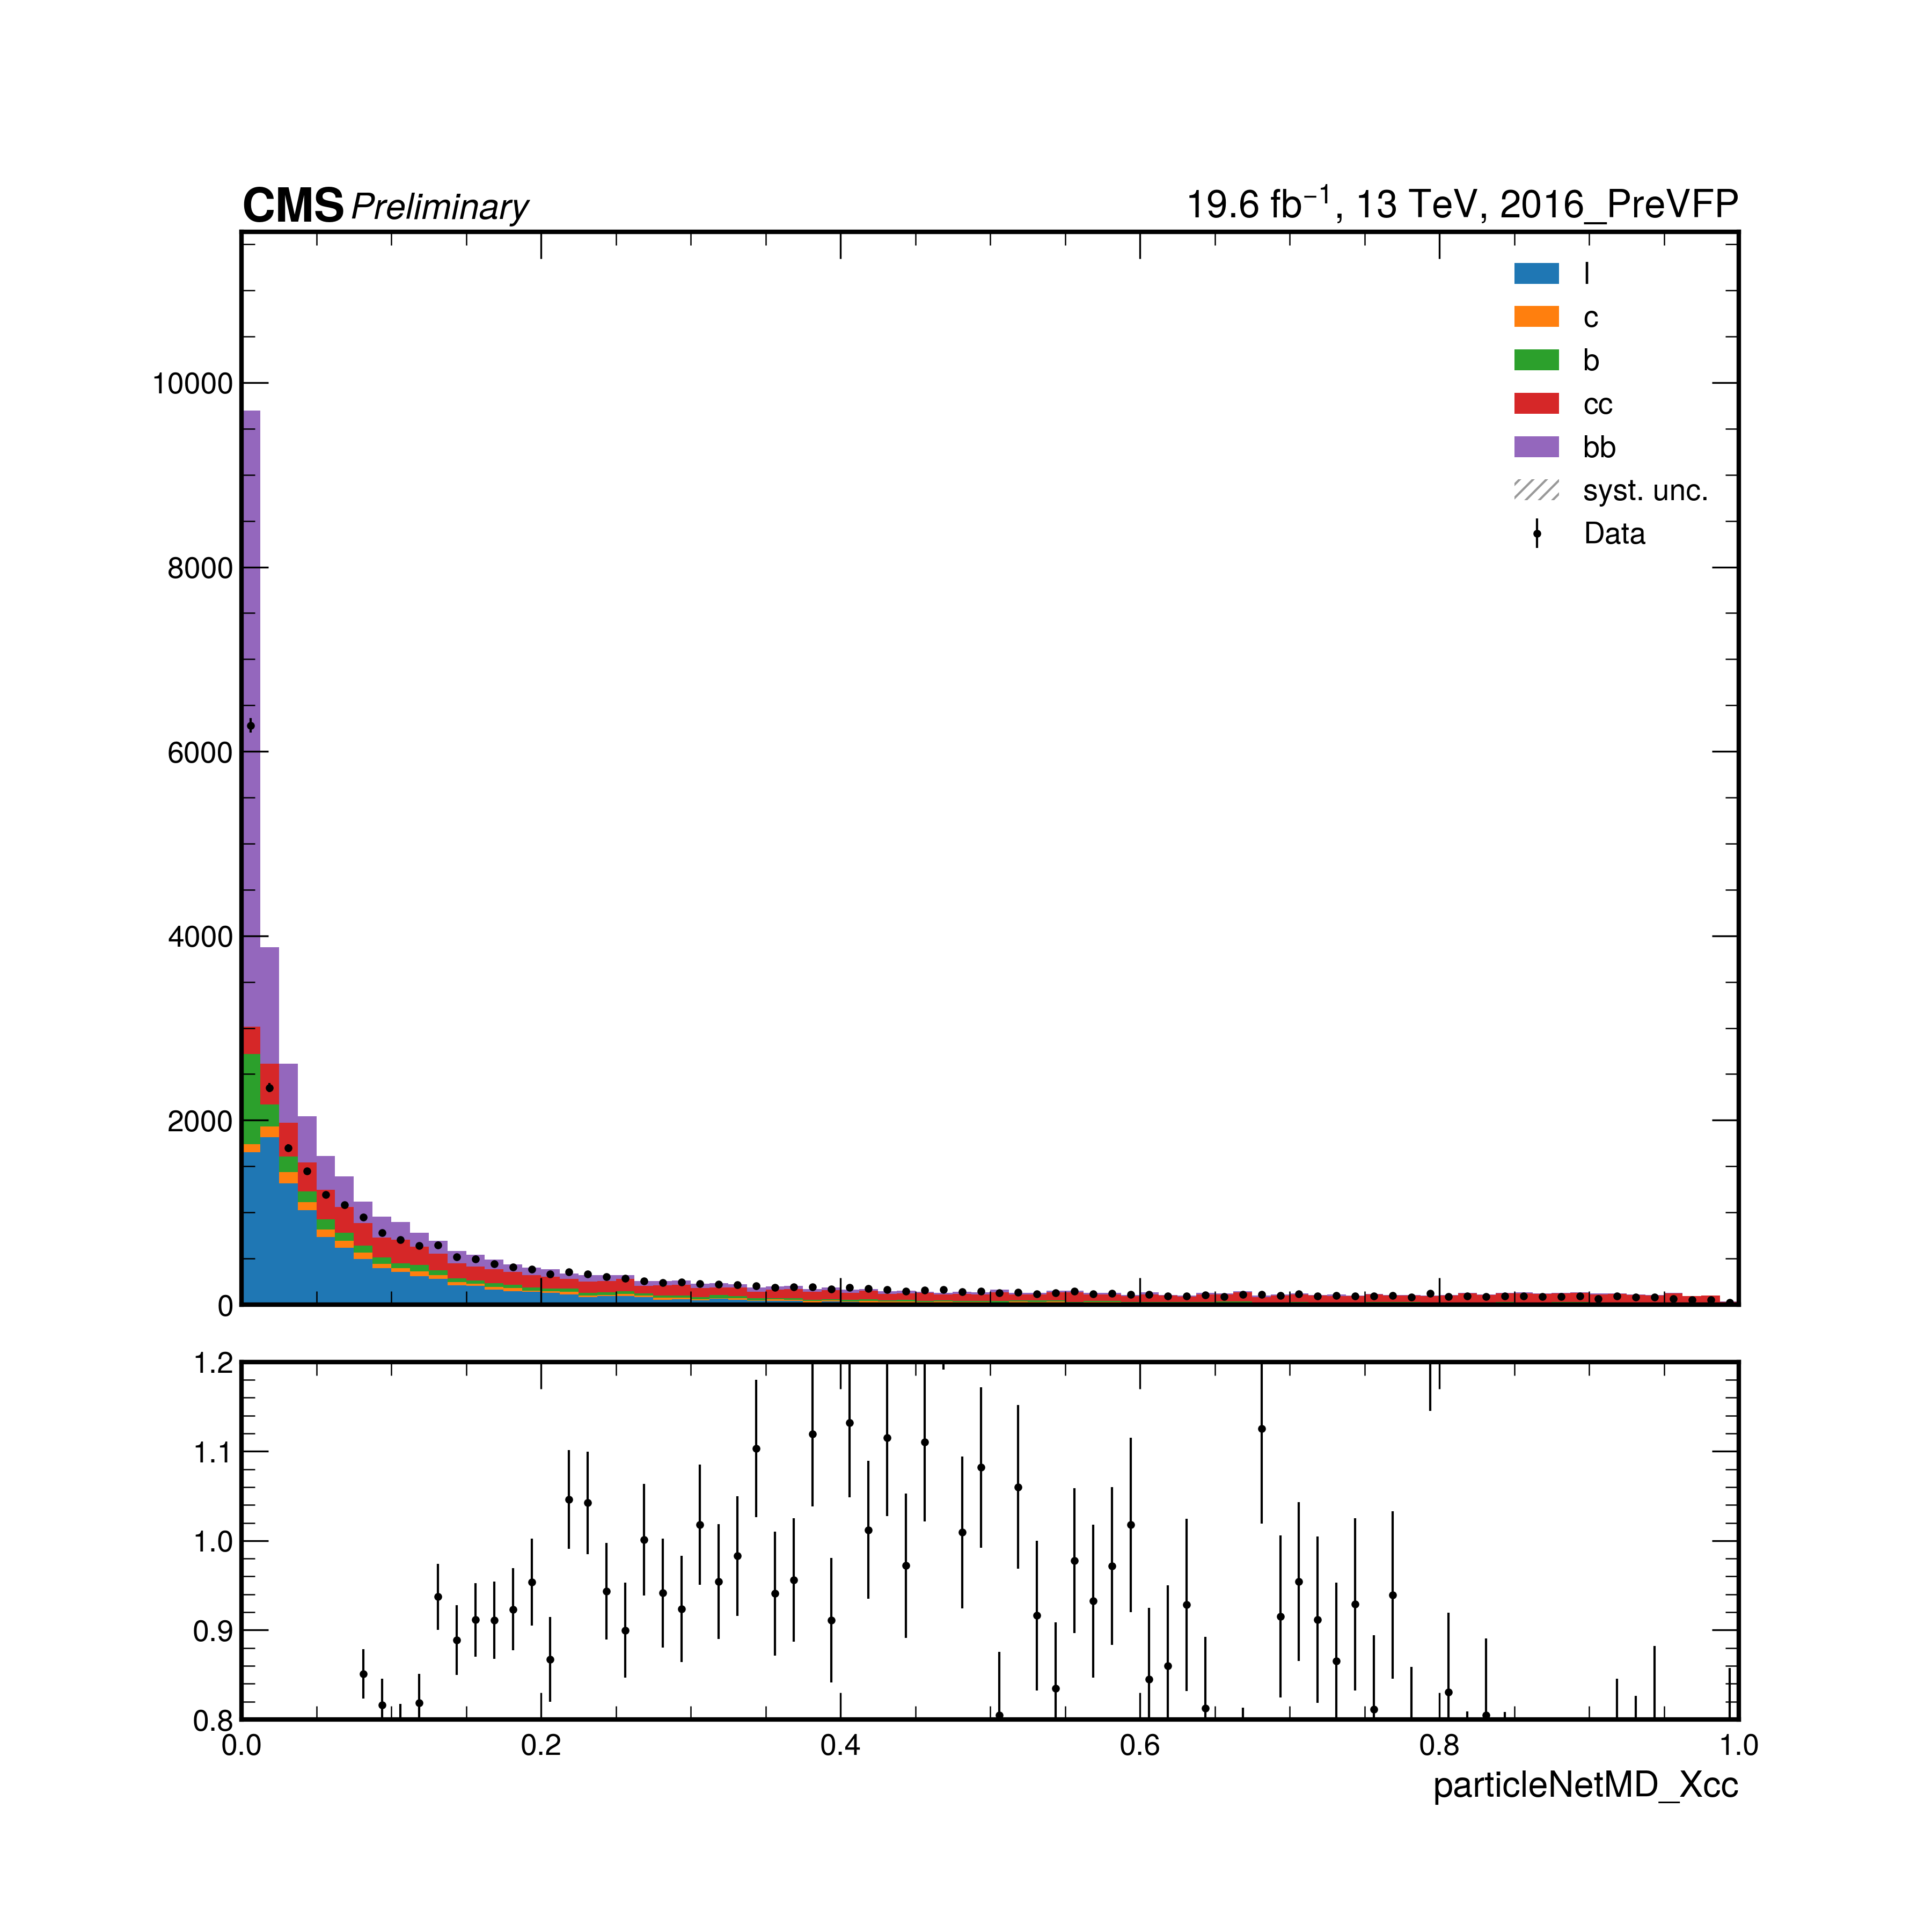 CMS Preliminary
19.6 fb⁻¹, 13 TeV, 2016_PreVFP
l
c
b
cc
bb
syst. unc.
Data
10000
8000
6000
4000
2000
0
1.2
1.1
1.0
0.9
0.8
0.0 0.2 0.4 0.6 0.8 1.0
particleNetMD_Xcc